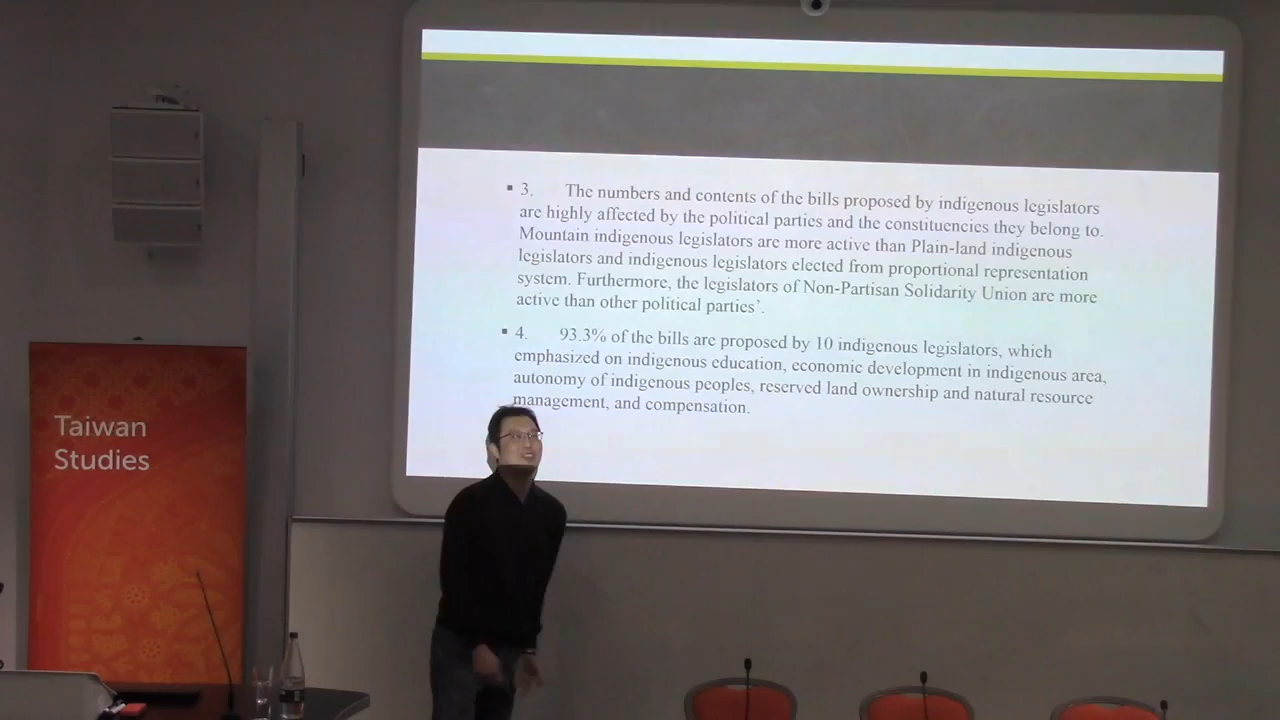 3. The numbers and contents of the bills proposed by indigenous legislators
are highly affected by the political parties and the constituencies they belong to.
Mountain indigenous legislators are more active than Plain-land indigenous
legislators and indigenous legislators elected from proportional representation
system. Furthermore, the legislators of Non-Partisan Solidarity Union are more
active than other political parties’.
4. 93.3% of the bills are proposed by 10 indigenous legislators, which
emphasized on indigenous education, economic development in indigenous area,
autonomy of indigenous peoples, reserved land ownership and natural resource
management, and compensation.
Taiwan
Studies